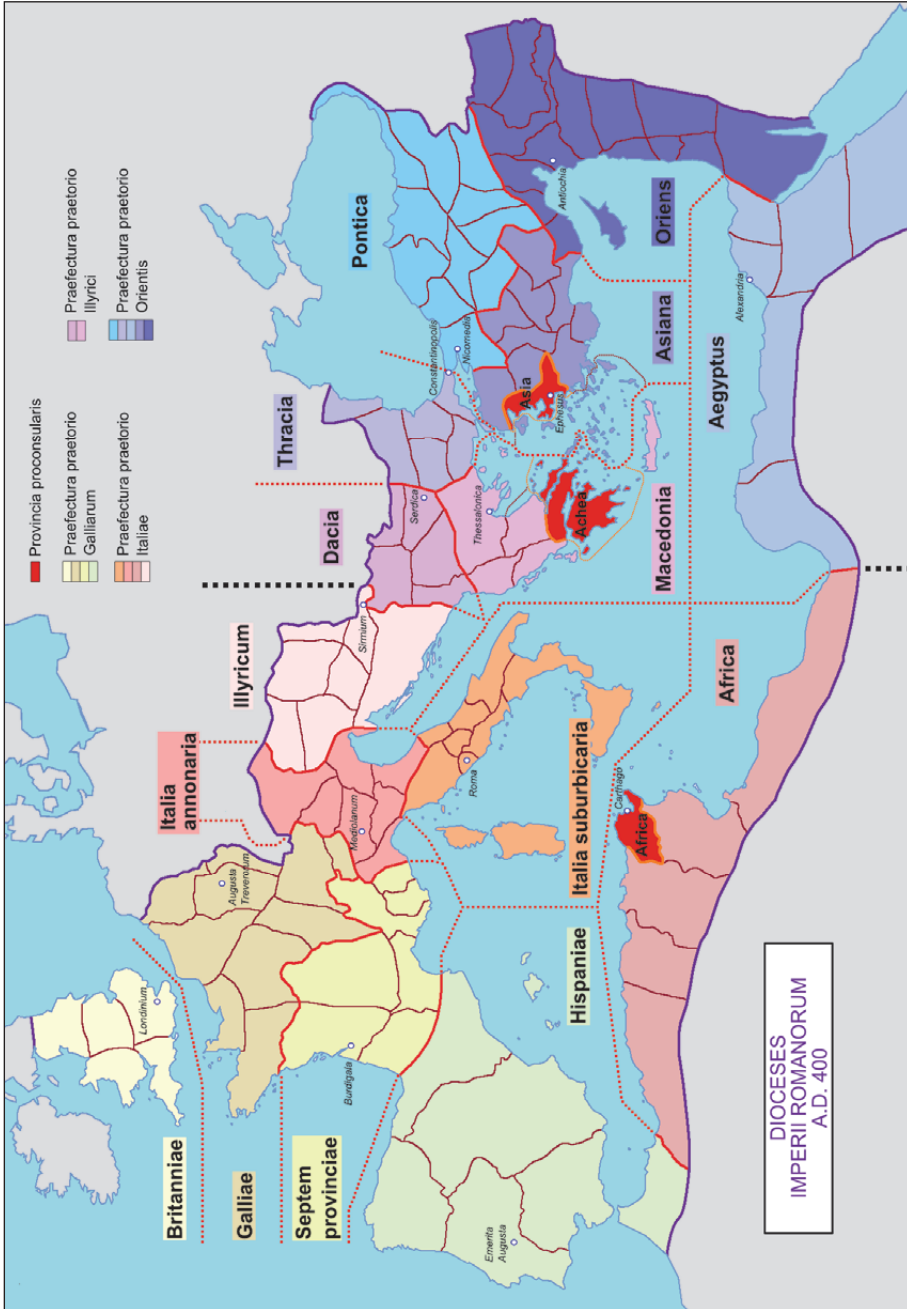 Provincia proconsularis
Praefectura praetorio
Galliarum
Praefectura praetorio
Italiae
Praefectura praetorio
Illyrici
Praefectura praetorio
Orientis
Britanniae
Londinium
Galliae
Augusta
Treverorum
Septem
provinciae
Burdigala
Hispaniae
Emerita
Augusta
Italia
annonaria
Mediolanum
Italia suburbicaria
Roma
Illyricum
Sirmium
Africa
Carthago
Africa
Dacia
Serdica
Macedonia
Thessalonica
Achea
Thracia
Constantinopolis
Nicomedia
Pontica
Asiana
Asia
Ephesus
Oriens
Antiochia
Aegyptus
Alexandria
DIOCESES
IMPERII ROMANORUM
A.D. 400